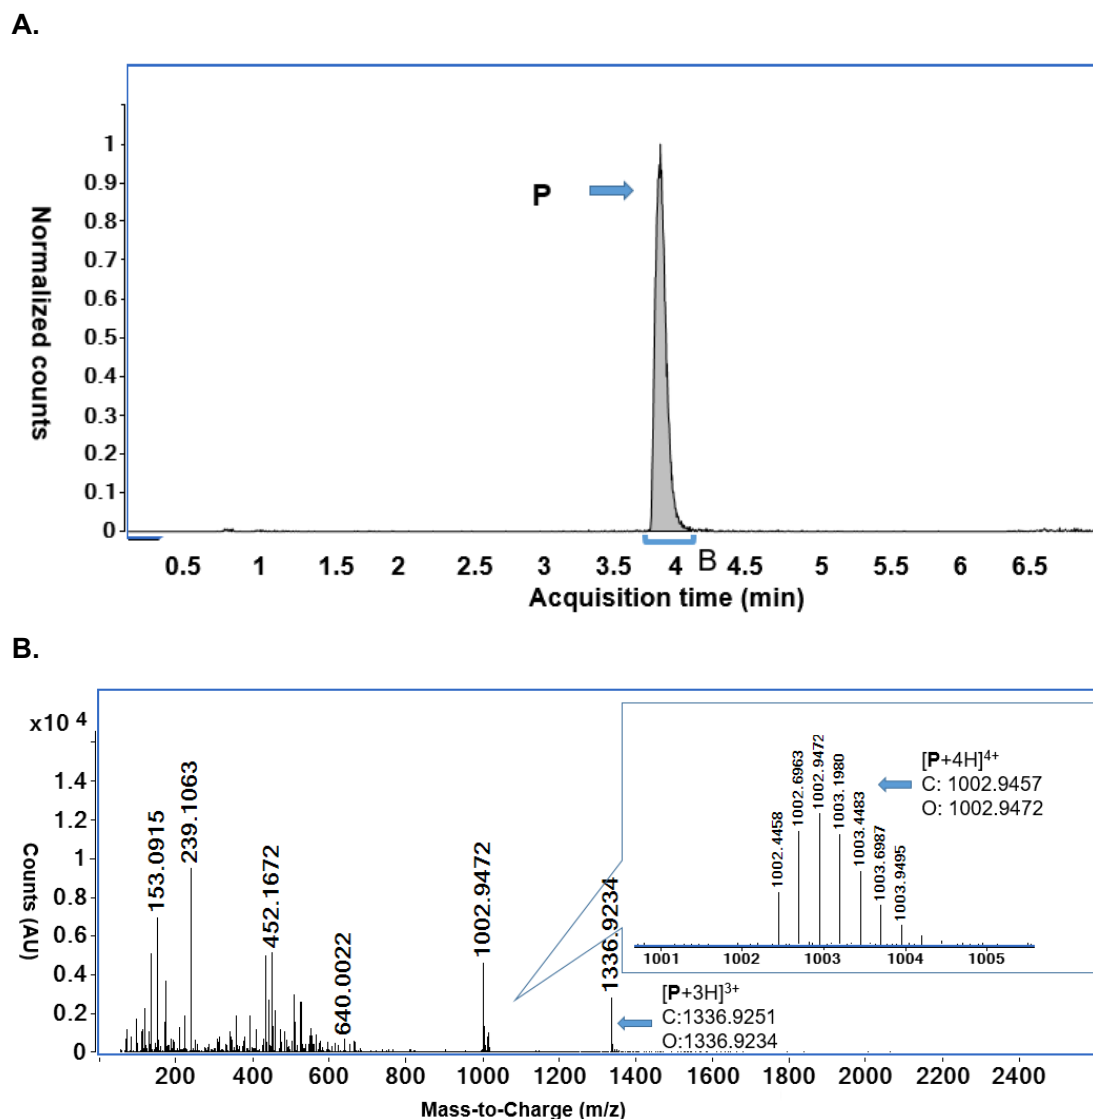 A.
Normalized counts
1
0.9
0.8
0.7
0.6
0.5
0.4
0.3
0.2
0.1
0
P
B
0.5 1 1.5 2 2.5 3 3.5 4 4.5 5 5.5 6 6.5
Acquisition time (min)
B.
x10 4
Counts (AU)
1.4
1.2
1
0.8
0.6
0.4
0.2
0
153.0915
239.1063
452.1672
640.0022
1002.9472
1336.9234
1002.4458
1002.6963
1002.9472
1003.1980
1003.4483
1003.6987
1003.9495
[P+4H]4+
C: 1002.9457
O: 1002.9472
1001 1002 1003 1004 1005
[P+3H]3+
C:1336.9251
O:1336.9234
200 400 600 800 1000 1200 1400 1600 1800 2000 2200 2400
Mass-to-Charge (m/z)